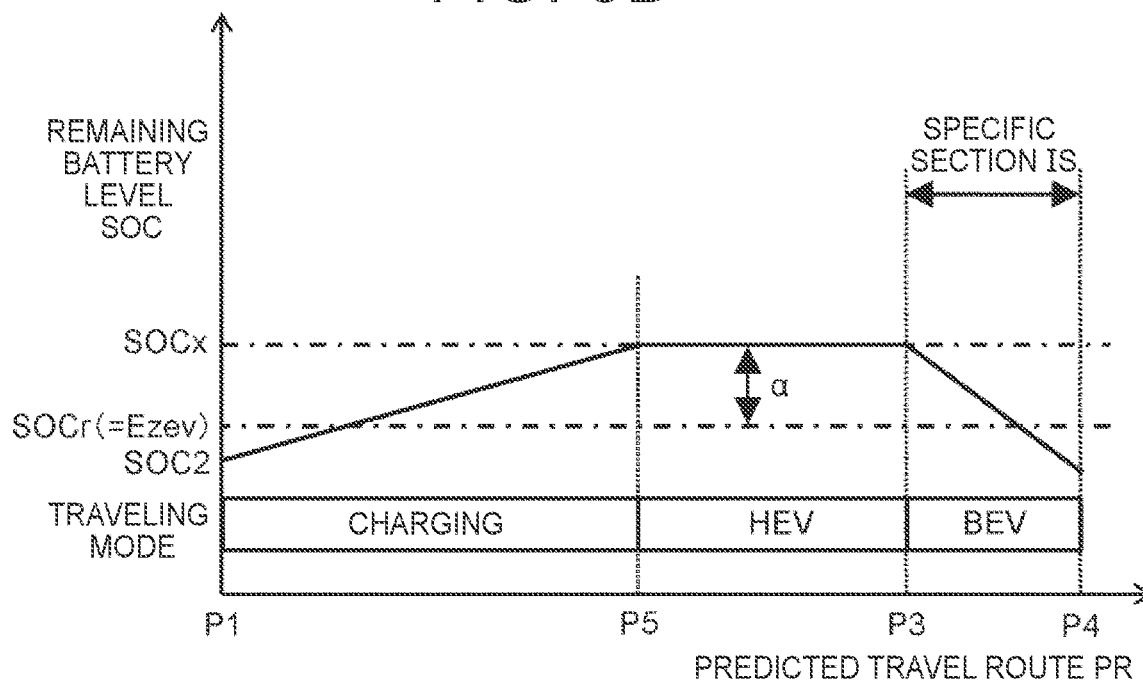 REMAINING
BATTERY
LEVEL
SOC
SPECIFIC
SECTION IS
SOCx
α
SOCr(=Ezev)
SOC2
TRAVELING
MODE
CHARGING
HEV
BEV
P1
P5
P3
P4
PREDICTED TRAVEL ROUTE PR